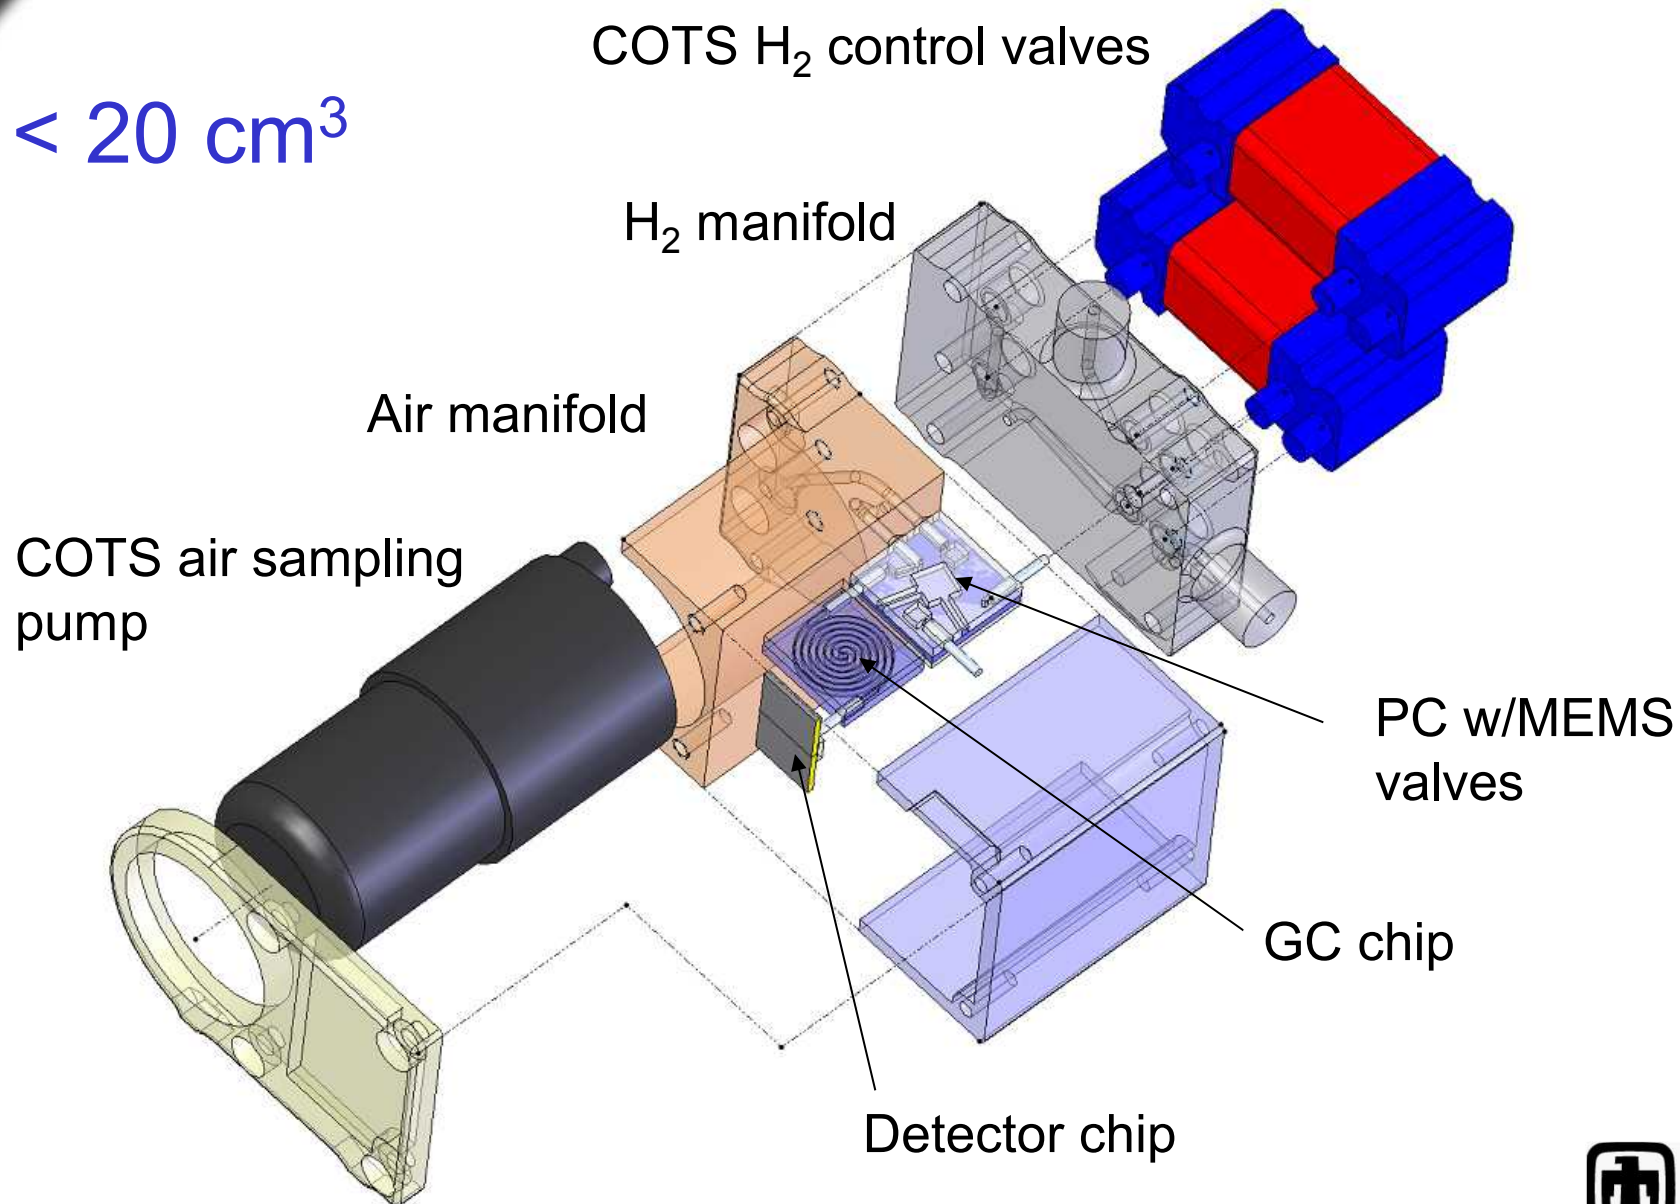 COTS H₂ control valves
< 20 cm³
H₂ manifold
Air manifold
COTS air sampling
pump
PC w/MEMS
valves
GC chip
Detector chip